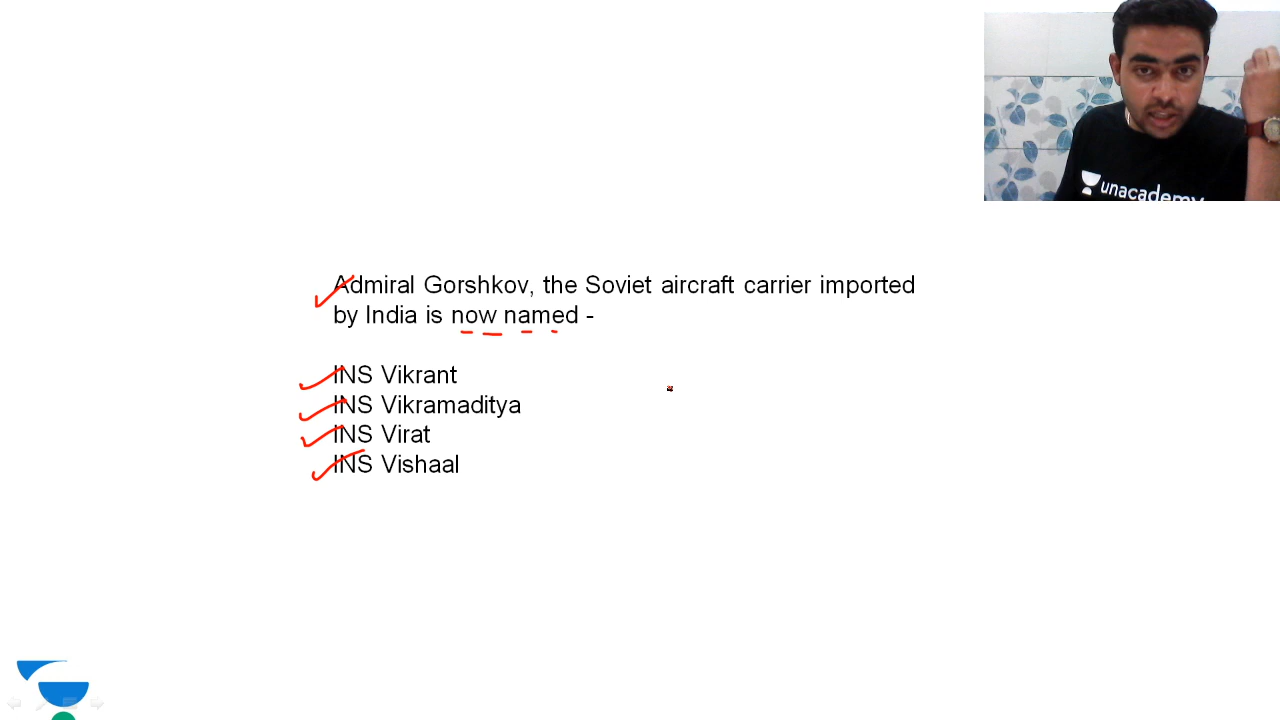 unacademy
Admiral Gorshkov, the Soviet aircraft carrier imported
by India is now named -
INS Vikrant
INS Vikramaditya
INS Virat
INS Vishaal